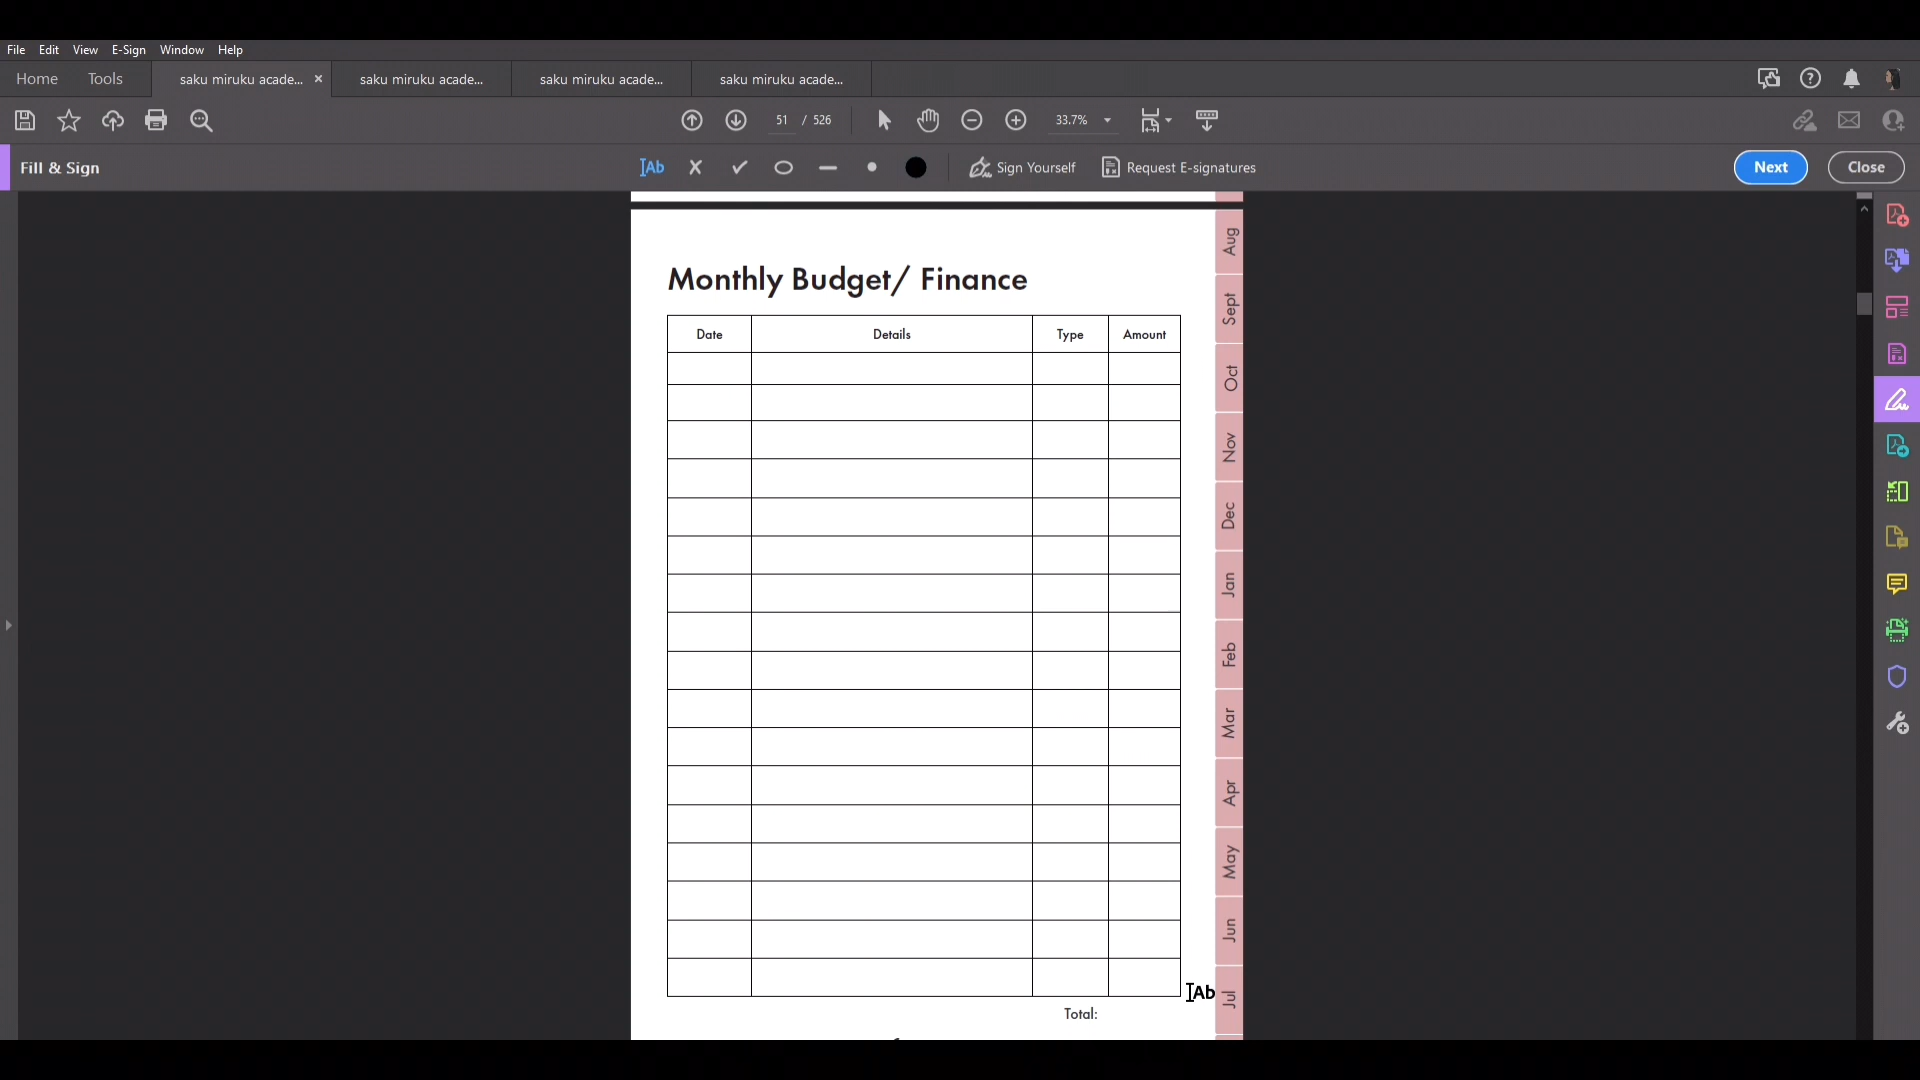 File Edit View E-Sign Window Help
Home Tools saku miruku acade... × saku miruku acade... saku miruku acade... saku miruku acade...
51 / 526 33.7%
Fill & Sign Ab Sign Yourself Request E-signatures Next Close
Monthly Budget/ Finance
Date Details Type Amount
Total:
Ab
Aug
Sept
Oct
Nov
Dec
Jan
Feb
Mar
Apr
May
Jun
Jul